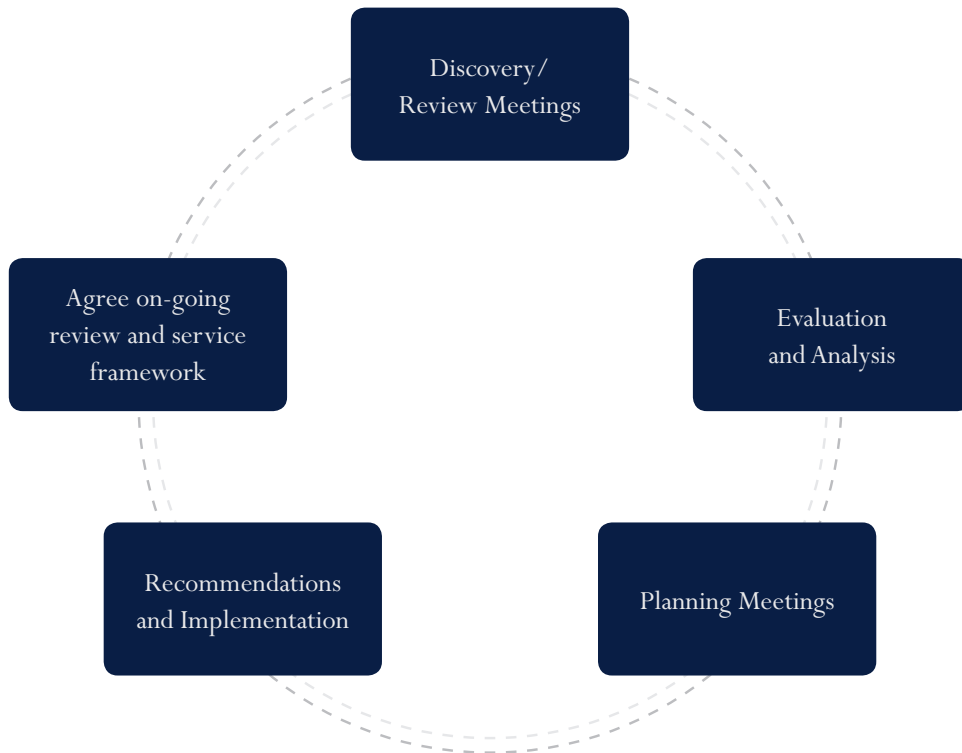 Discovery/
Review Meetings
Evaluation
and Analysis
Planning Meetings
Recommendations
and Implementation
Agree on-going
review and service
framework